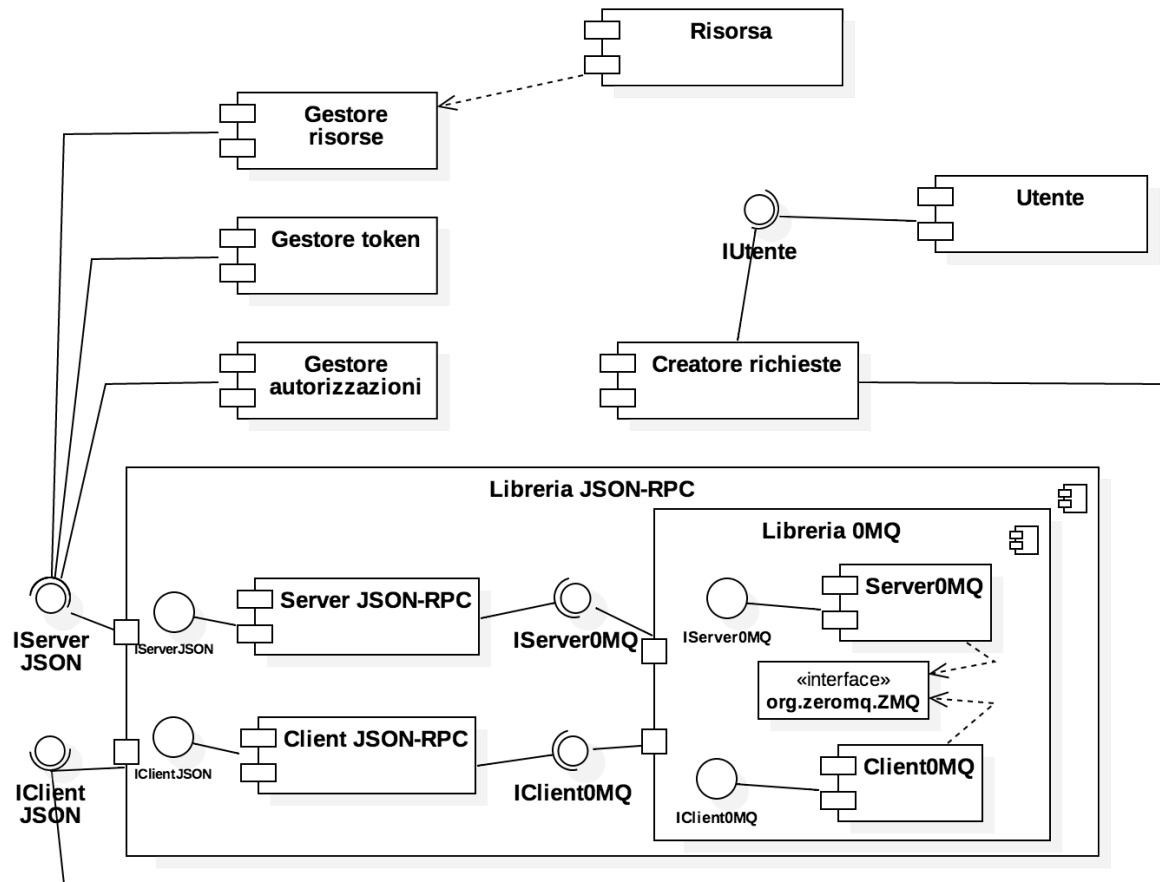 Risorsa
Gestore
risorse
Utente
Gestore token
IUtente
Gestore
autorizzazioni
Creatore richieste
Libreria JSON-RPC
Libreria 0MQ
Server0MQ
Server JSON-RPC
IServer
JSON
IServerJSON
IServer0MQ
IServer0MQ
«interface»
org.zeromq.ZMQ
Client JSON-RPC
Client0MQ
IClient
JSON
IClientJSON
IClient0MQ
IClient0MQ